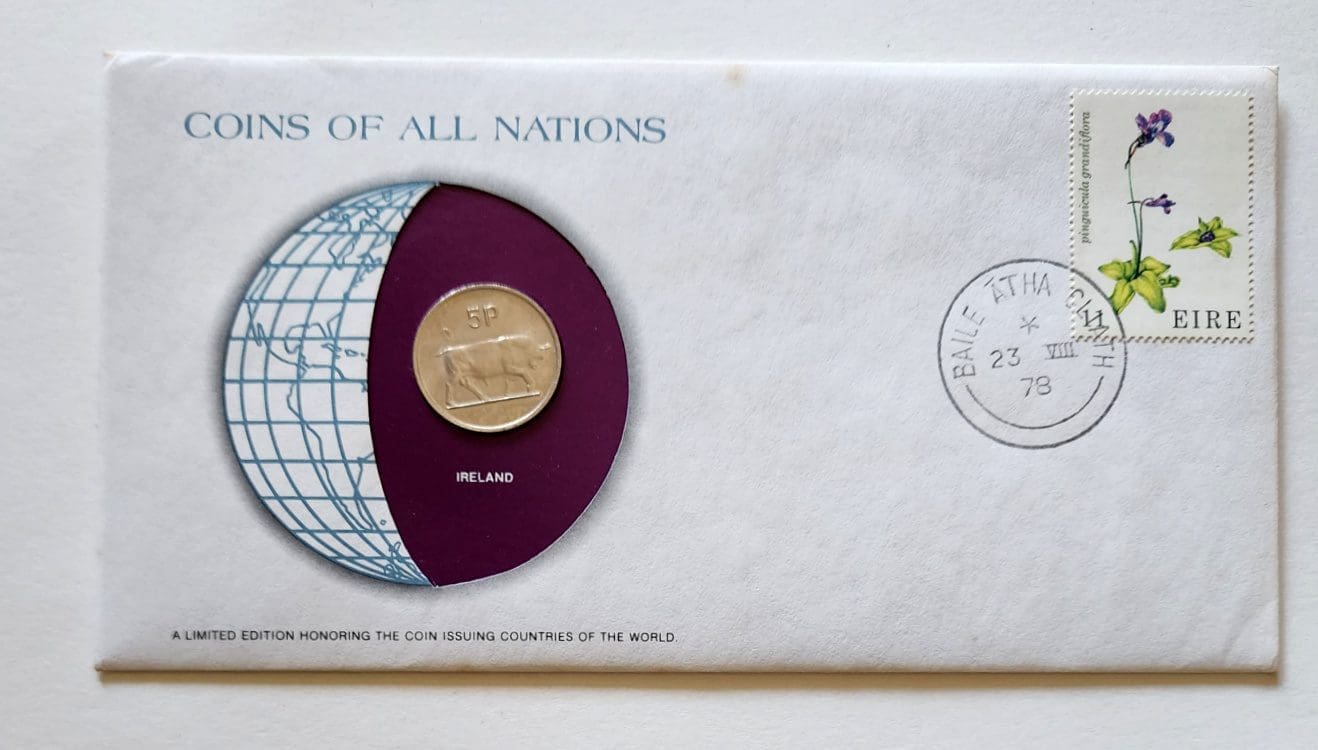 COINS OF ALL NATIONS
5P
IRELAND
A LIMITED EDITION HONORING THE COIN ISSUING COUNTRIES OF THE WORLD.
pinguicula grandiflora
11
EIRE
BAILE ÁTHA CLIATH
23 VIII
78